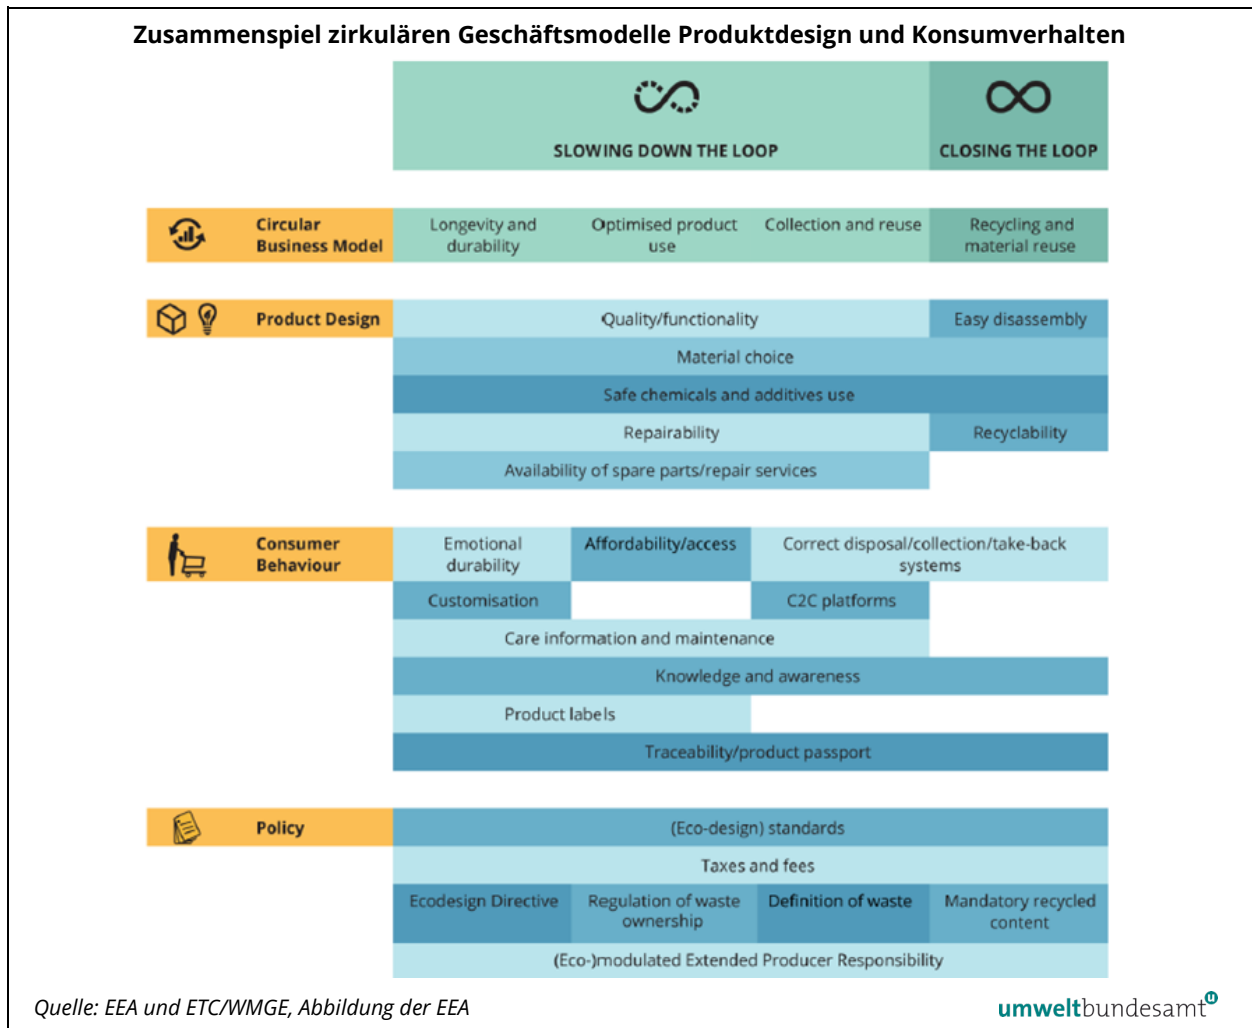 Zusammenspiel zirkulären Geschäftsmodelle Produktdesign und Konsumverhalten
SLOWING DOWN THE LOOP
CLOSING THE LOOP
Circular
Business Model
Longevity and
durability
Optimised product
use
Collection and reuse
Recycling and
material reuse
Product Design
Quality/functionality
Easy disassembly
Material choice
Safe chemicals and additives use
Repairability
Recyclability
Availability of spare parts/repair services
Consumer
Behaviour
Emotional
durability
Affordability/access
Correct disposal/collection/take-back
systems
Customisation
C2C platforms
Care information and maintenance
Knowledge and awareness
Product labels
Traceability/product passport
Policy
(Eco-design) standards
Taxes and fees
Ecodesign Directive
Regulation of waste
ownership
Definition of waste
Mandatory recycled
content
(Eco-)modulated Extended Producer Responsibility
Quelle: EEA und ETC/WMGE, Abbildung der EEA
umweltbundesamt u